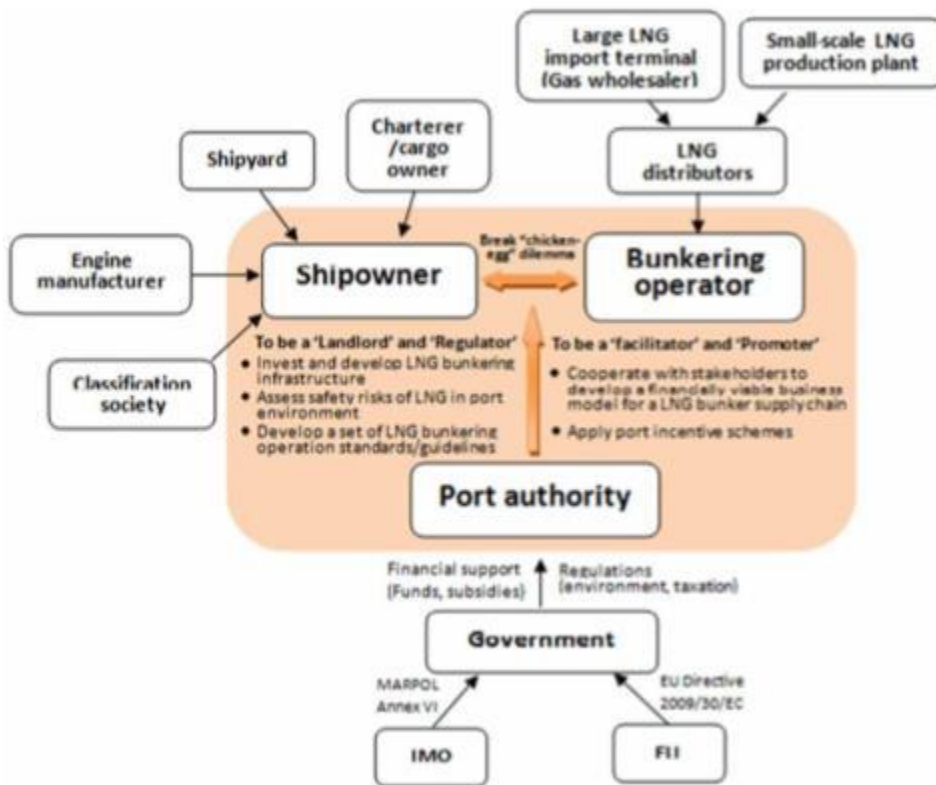 Large LNG
import terminal
(Gas wholesaler)
Small-scale LNG
production plant
Charterer
/cargo
owner
Shipyard
LNG
distributors
Engine
manufacturer
Shipowner
Break "chicken-
egg" dilemma
Bunkering
operator
Classification
society
To be a 'Landlord' and 'Regulator'
• Invest and develop LNG bunkering
infrastructure
• Assess safety risks of LNG in port
environment
• Develop a set of LNG bunkering
operation standards/guidelines
To be a 'facilitator' and 'Promoter'
• Cooperate with stakeholders to
develop a financially viable business
model for a LNG bunker supply chain
• Apply port incentive schemes
Port authority
Financial support
(Funds, subsidies)
Regulations
(environment, taxation)
Government
MARPOL
Annex VI
EU Directive
2009/30/EC
IMO
EU